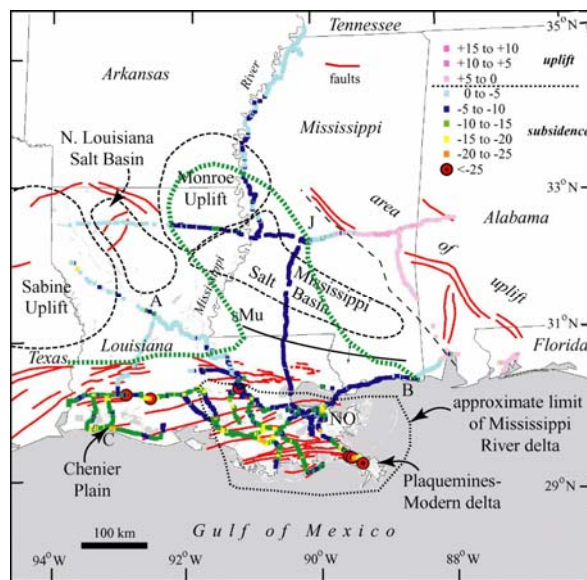 Tennessee
35°N
Arkansas
River
faults
+15 to +10
+10 to +5
+5 to 0
uplift
0 to -5
-5 to -10
-10 to -15
-15 to -20
-20 to -25
<-25
subsidence
Mississippi
N. Louisiana
Salt Basin
Monroe
Uplift
33°N
area
of
uplift
Alabama
J
Mississippi
Salt
Basin
Mississippi
Sabine
Uplift
A
Mu
31°N
Texas
Louisiana
Florida
B
NO
approximate limit
of Mississippi
River delta
C
Chenier
Plain
Plaquemines-
Modern delta
29°N
Gulf of Mexico
100 km
94°W
92°W
90°W
88°W